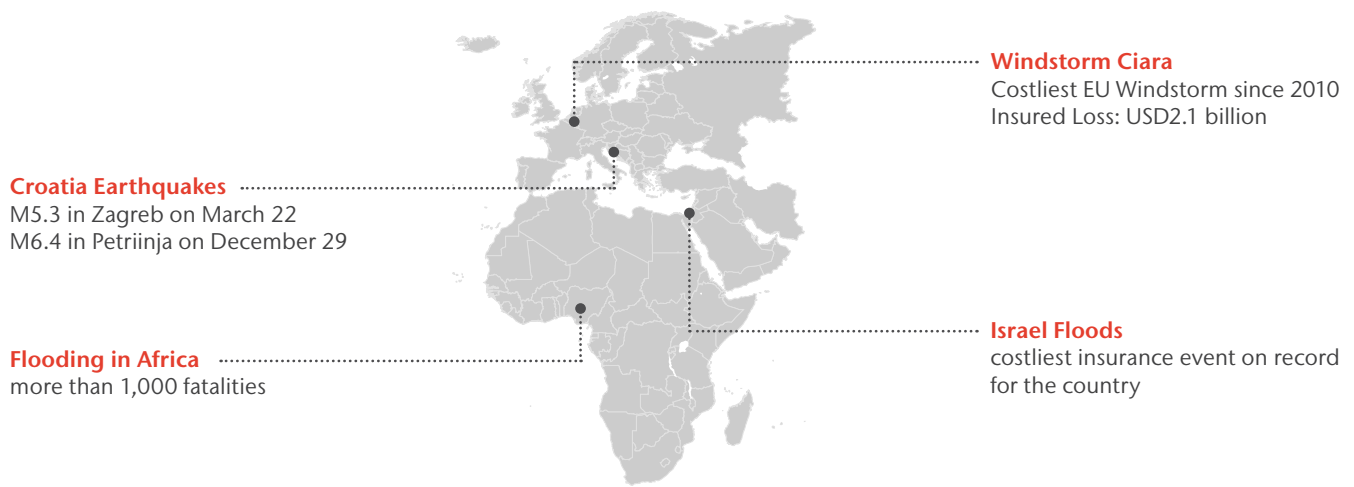 Windstorm Ciara
Costliest EU Windstorm since 2010
Insured Loss: USD2.1 billion
Croatia Earthquakes
M5.3 in Zagreb on March 22
M6.4 in Petriinja on December 29
Israel Floods
costliest insurance event on record
for the country
Flooding in Africa
more than 1,000 fatalities